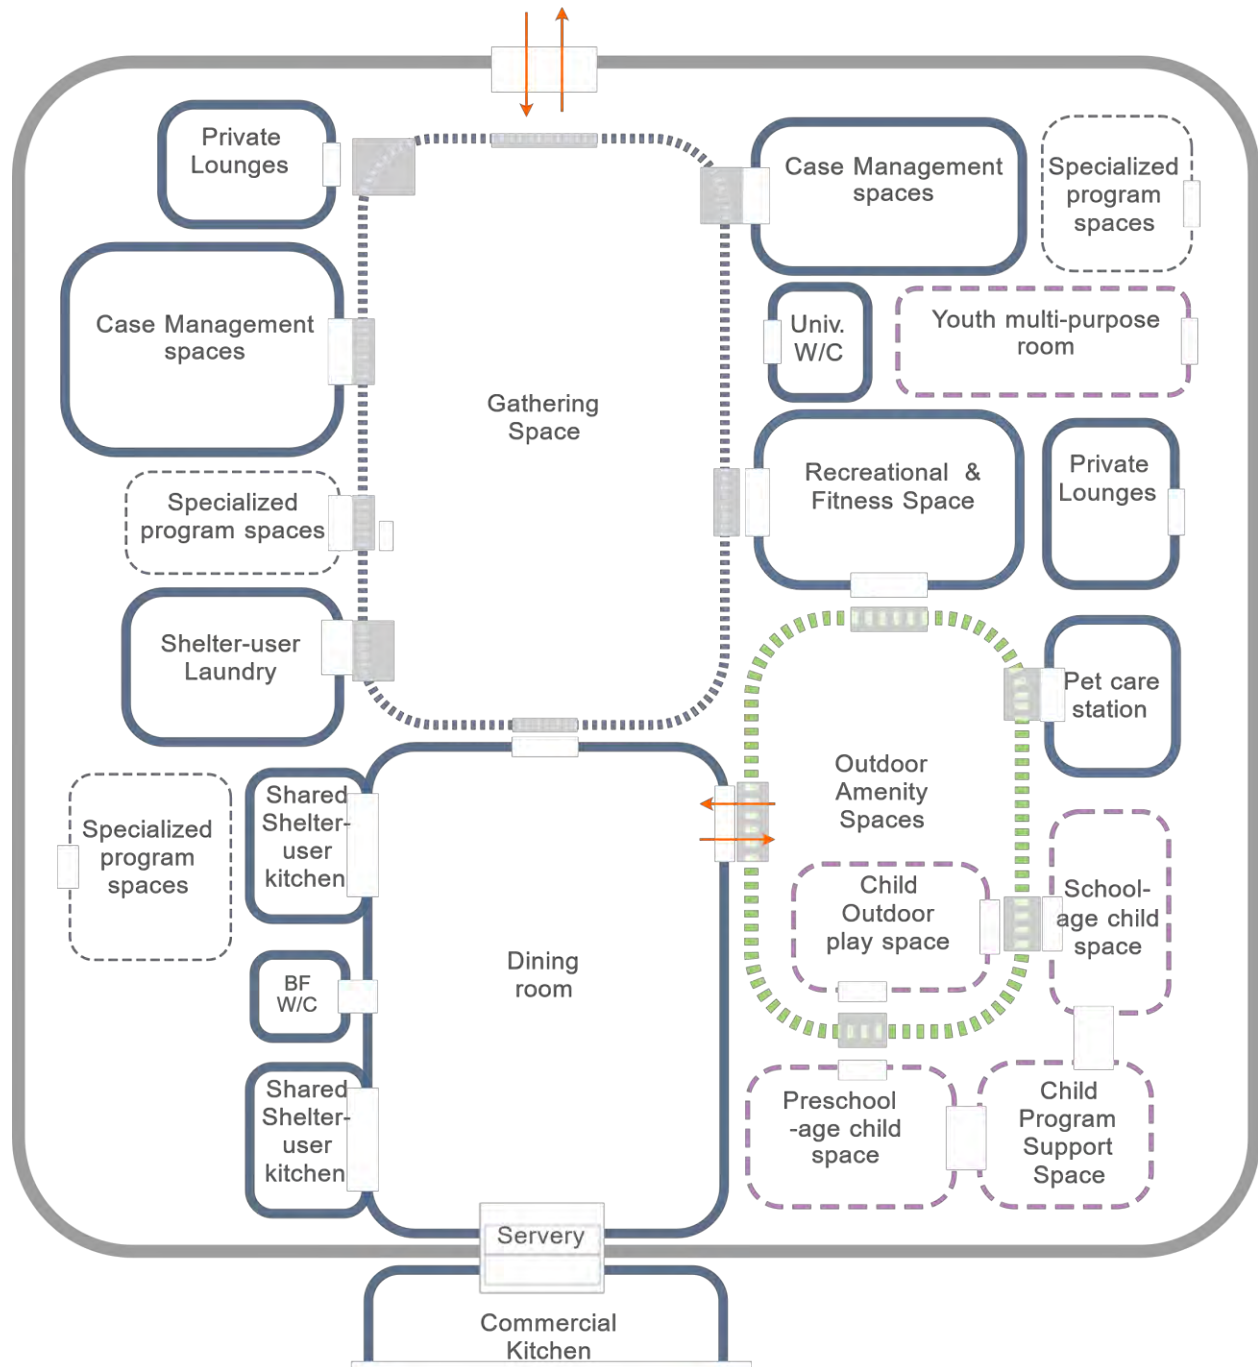 Private
Lounges
Case Management
spaces
Specialized
program
spaces
Case Management
spaces
Univ.
W/C
Youth multi-purpose
room
Gathering
Space
Specialized
program spaces
Recreational &
Fitness Space
Private
Lounges
Shelter-user
Laundry
Pet care
station
Specialized
program
spaces
Shared
Shelter-
user
kitchen
Outdoor
Amenity
Spaces
Child
Outdoor
play space
School-
age child
space
BF
W/C
Dining
room
Shared
Shelter-
user
kitchen
Preschool
-age child
space
Child
Program
Support
Space
Servery
Commercial
Kitchen